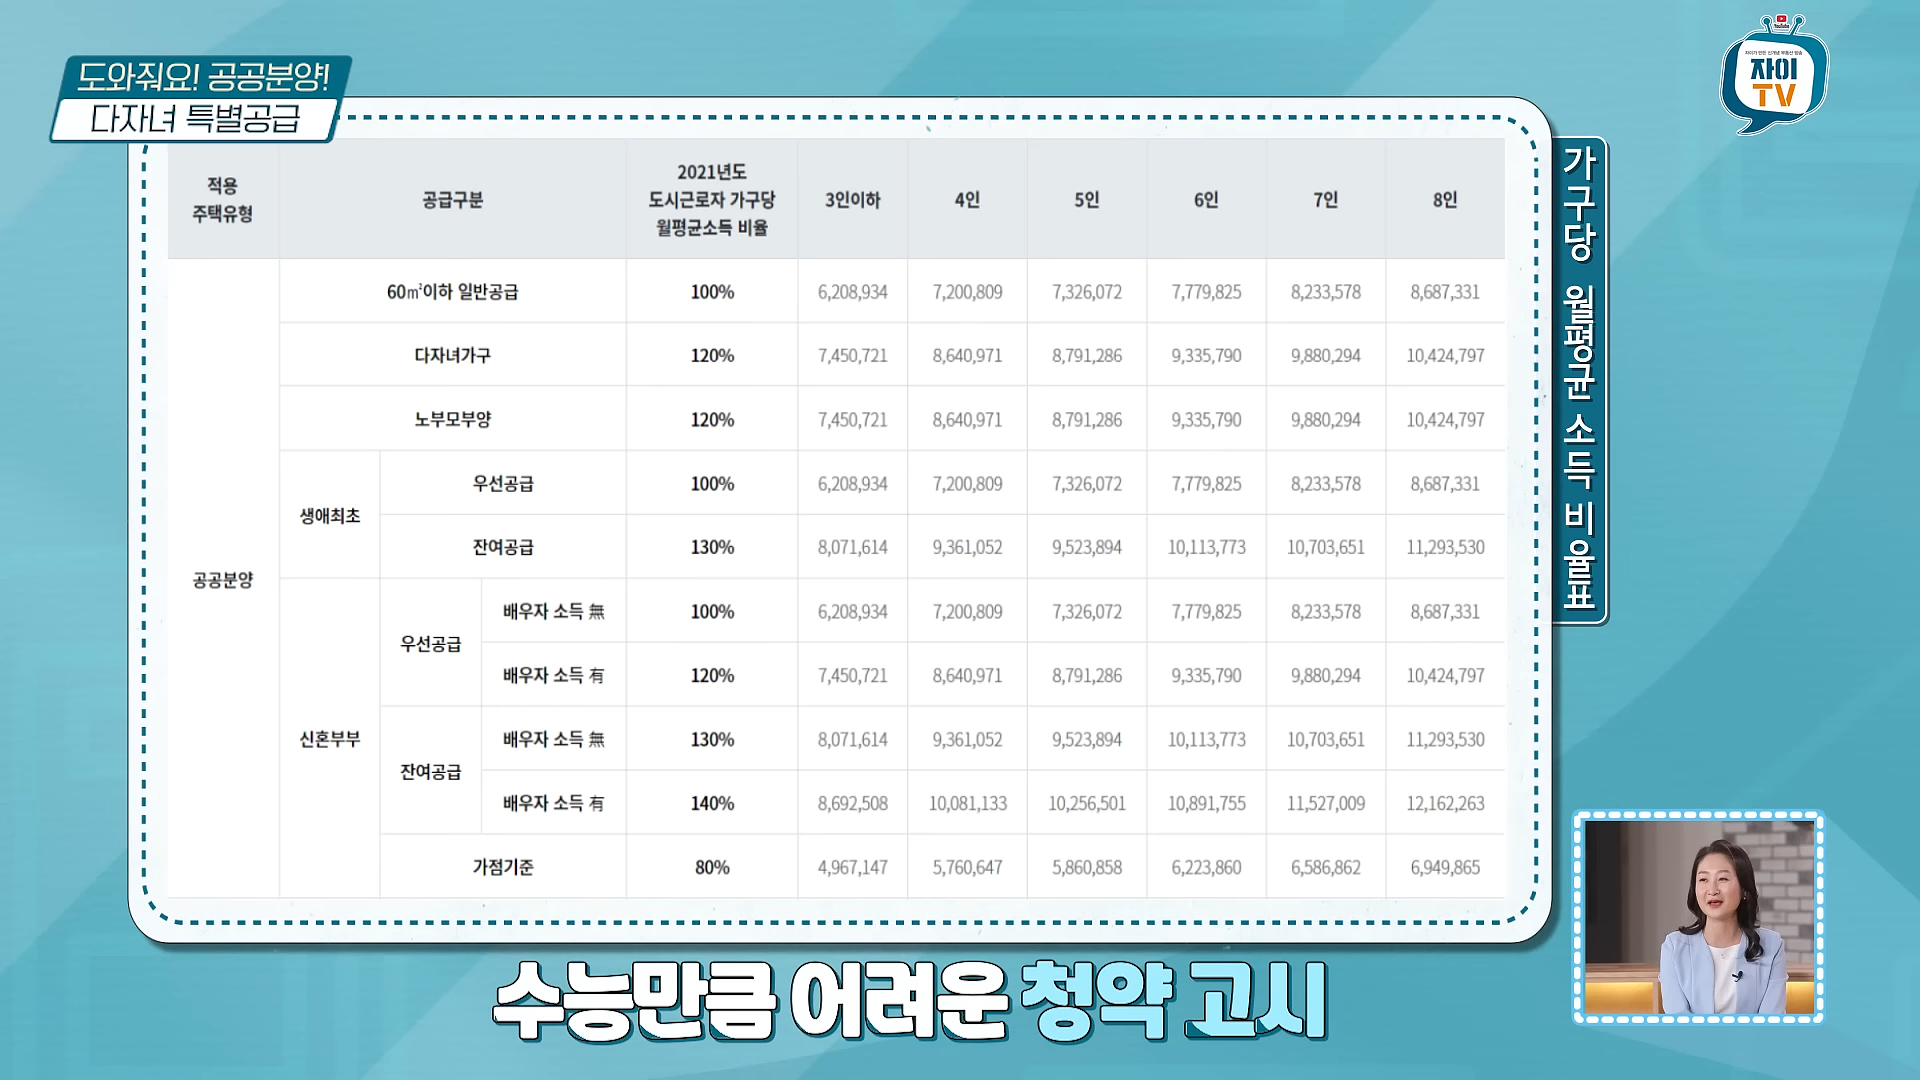 도와줘요! 공공분양!
다자녀 특별공급
자이
TV
가구당 월평균 소득 비율표
적용
주택유형
공급구분
2021년도
도시근로자 가구당
월평균소득 비율
3인이하
4인
5인
6인
7인
8인
공공분양
60㎡이하 일반공급 100% 6,208,934 7,200,809 7,326,072 7,779,825 8,233,578 8,687,331
다자녀가구 120% 7,450,721 8,640,971 8,791,286 9,335,790 9,880,294 10,424,797
노부모부양 120% 7,450,721 8,640,971 8,791,286 9,335,790 9,880,294 10,424,797
생애최초
우선공급 100% 6,208,934 7,200,809 7,326,072 7,779,825 8,233,578 8,687,331
잔여공급 130% 8,071,614 9,361,052 9,523,894 10,113,773 10,703,651 11,293,530
신혼부부
우선공급
배우자 소득 無 100% 6,208,934 7,200,809 7,326,072 7,779,825 8,233,578 8,687,331
배우자 소득 有 120% 7,450,721 8,640,971 8,791,286 9,335,790 9,880,294 10,424,797
잔여공급
배우자 소득 無 130% 8,071,614 9,361,052 9,523,894 10,113,773 10,703,651 11,293,530
배우자 소득 有 140% 8,692,508 10,081,133 10,256,501 10,891,755 11,527,009 12,162,263
가점기준 80% 4,967,147 5,760,647 5,860,858 6,223,860 6,586,862 6,949,865
수능만큼 어려운 청약 고시